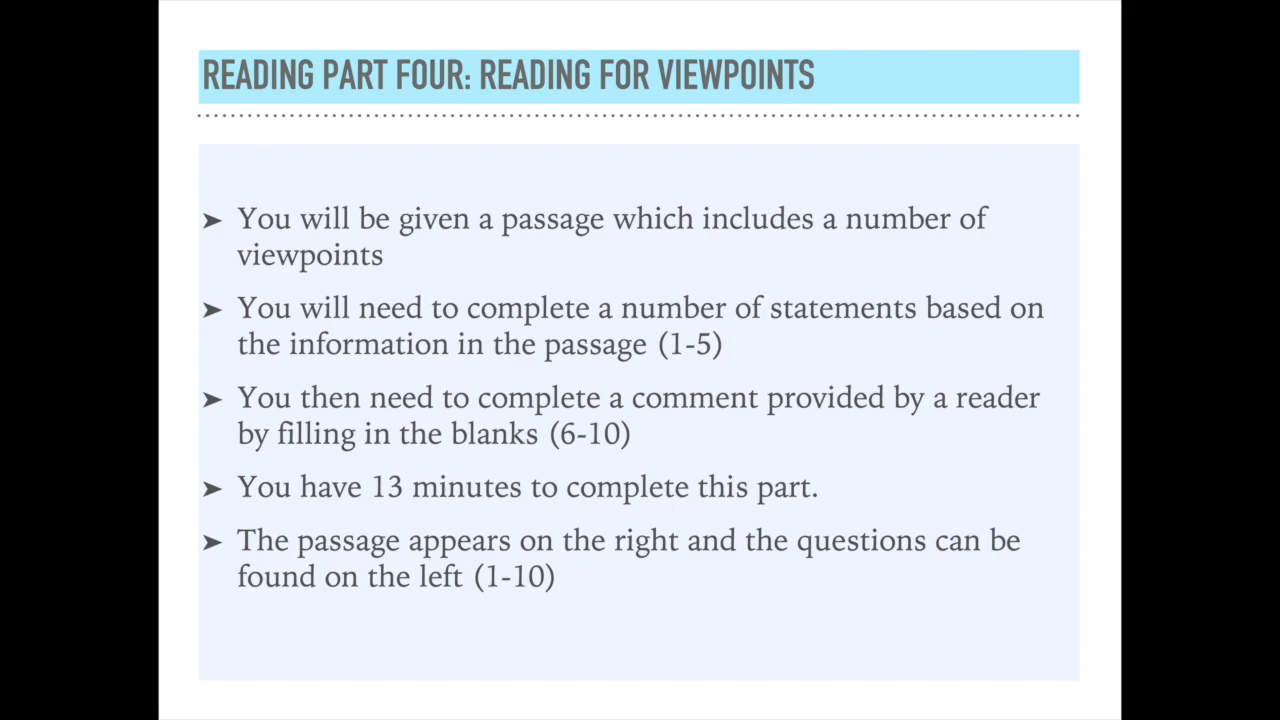 READING PART FOUR: READING FOR VIEWPOINTS
➤ You will be given a passage which includes a number of
viewpoints
➤ You will need to complete a number of statements based on
the information in the passage (1-5)
➤ You then need to complete a comment provided by a reader
by filling in the blanks (6-10)
➤ You have 13 minutes to complete this part.
➤ The passage appears on the right and the questions can be
found on the left (1-10)